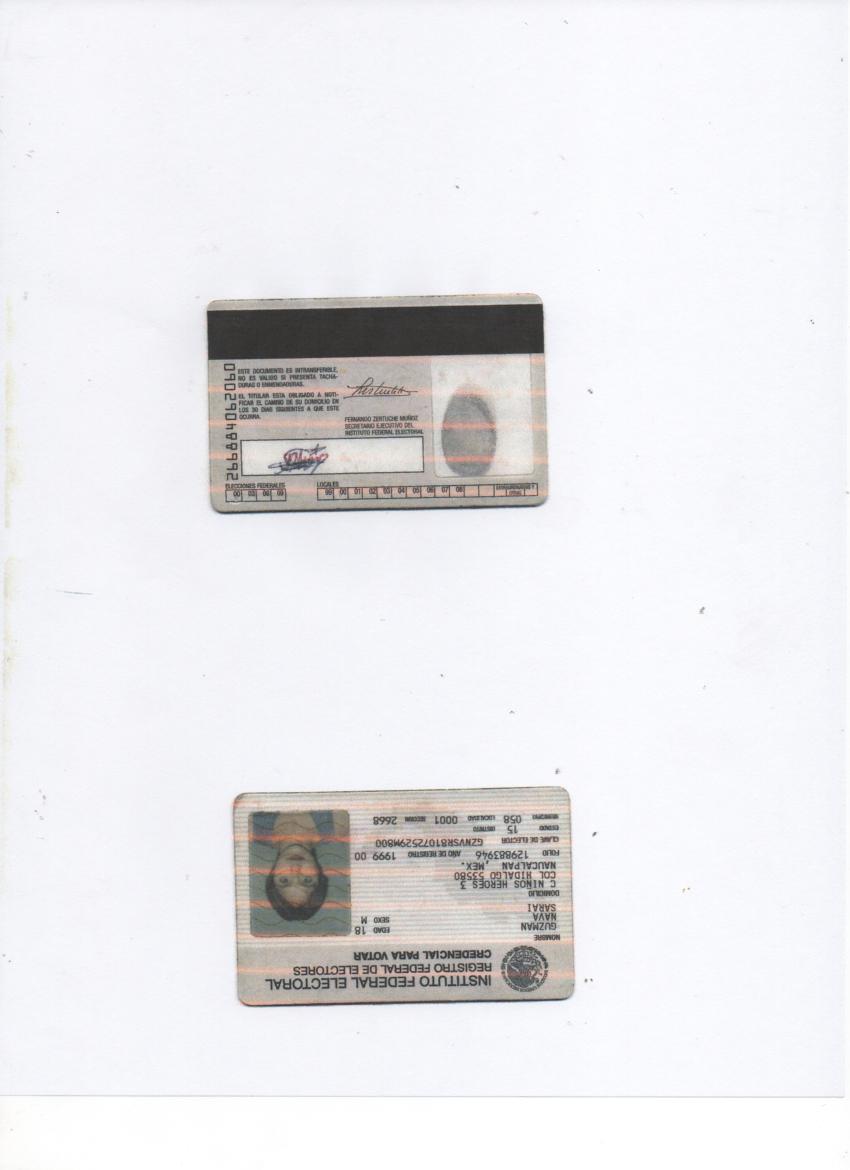 ESTE DOCUMENTO ES INTRANSFERIBLE,
NO ES VALIDO SI PRESENTA TACHA-
DURAS O ENMENDADURAS.
EL TITULAR ESTA OBLIGADO A NOTI-
FICAR EL CAMBIO DE SU DOMICILIO EN
LOS 30 DIAS SIGUIENTES A QUE ESTE
OCURRA.
FERNANDO ZERTUCHE MUÑOZ
SECRETARIO EJECUTIVO DEL
INSTITUTO FEDERAL ELECTORAL
266884062060
ELECCIONES FEDERALES
00 03 06 09
LOCALES
99 00 01 02 03 04 05 06 07 08
INSTITUTO FEDERAL ELECTORAL
REGISTRO FEDERAL DE ELECTORES
CREDENCIAL PARA VOTAR
NOMBRE
GUZMAN
NAVA
SARAI
EDAD 18
SEXO M
DOMICILIO
C NIÑOS HEROES 3
COL HIDALGO 53580
NAUCALPAN ,MEX.
FOLIO 129883946 AÑO DE REGISTRO 1999 00
CLAVE DE ELECTOR GZNVSR81072529M800
ESTADO 15 DISTRITO
MUNICIPIO 058 LOCALIDAD 0001 SECCION 2668